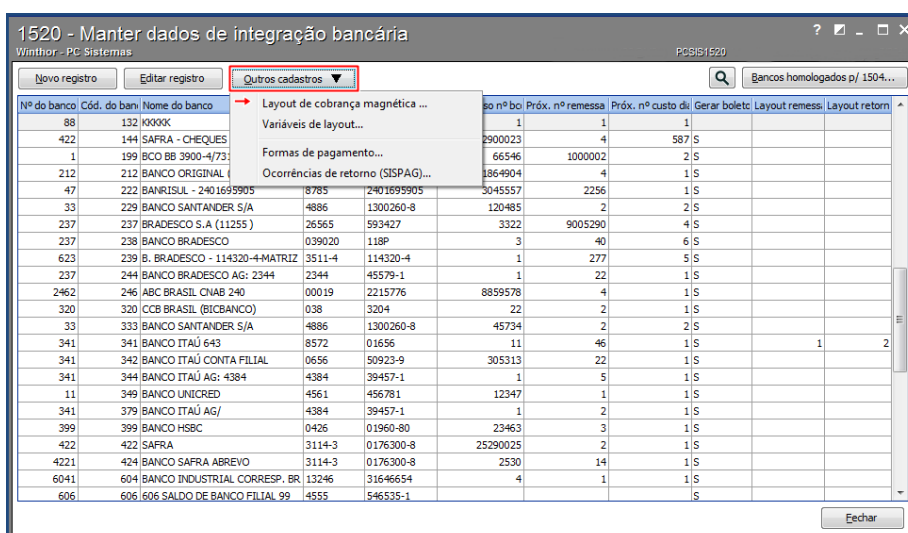 1520 - Manter dados de integração bancária
Winthor - PC Sistemas PCSIS1520
Novo registro Editar registro Outros cadastros ▼ Bancos homologados p/ 1504...
Layout de cobrança magnética ...
Variáveis de layout...
Formas de pagamento...
Ocorrências de retorno (SISPAG)...
Nº do banco Cód. do ban Nome do banco so nº bo Próx. nº remessa Próx. nº custo di Gerar boleto Layout remess Layout retorn
88 132 KKKKK 1 1 1
422 144 SAFRA - CHEQUES 2900023 4 587 S
1 199 BCO BB 3900-4/731 66546 1000002 2 S
212 212 BANCO ORIGINAL ( 1864904 4 1 S
47 222 BANRISUL - 2401695905 8785 2401695905 3045557 2256 1 S
33 229 BANCO SANTANDER S/A 4886 1300260-8 120485 2 2 S
237 237 BRADESCO S.A (11255 ) 26565 593427 3322 9005290 4 S
237 238 BANCO BRADESCO 039020 118P 3 40 6 S
623 239 B. BRADESCO - 114320-4-MATRIZ 3511-4 114320-4 1 277 5 S
237 244 BANCO BRADESCO AG: 2344 2344 45579-1 1 22 1 S
2462 246 ABC BRASIL CNAB 240 00019 2215776 8859578 4 1 S
320 320 CCB BRASIL (BICBANCO) 038 3204 22 2 1 S
33 333 BANCO SANTANDER S/A 4886 1300260-8 45734 2 2 S
341 341 BANCO ITAÚ 643 8572 01656 11 46 1 S 1 2
341 342 BANCO ITAÚ CONTA FILIAL 0656 50923-9 305313 22 1 S
341 344 BANCO ITAÚ AG: 4384 4384 39457-1 1 5 1 S
11 349 BANCO UNICRED 4561 456781 12347 1 1 S
341 379 BANCO ITAÚ AG/ 4384 39457-1 1 2 1 S
399 399 BANCO HSBC 0426 01960-80 23463 3 1 S
422 422 SAFRA 3114-3 0176300-8 25290025 2 1 S
4221 424 BANCO SAFRA ABREVO 3114-3 0176300-8 2530 14 1 S
6041 604 BANCO INDUSTRIAL CORRESP. BR 13246 31646654 4 1 1 S
606 606 606 SALDO DE BANCO FILIAL 99 4555 546535-1 S
Fechar